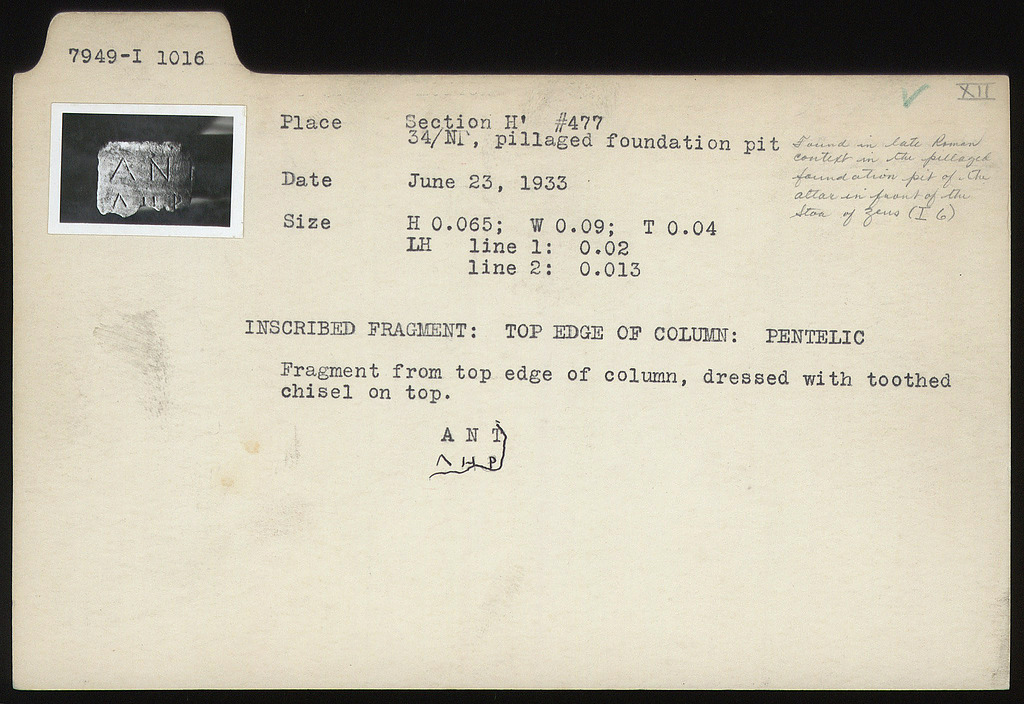 7949-I 1016
XII
Place Section H' #477
34/ΝΓ, pillaged foundation pit
Found in late Roman
context in the pillaged
foundation pit of the
altar in front of the
Stoa of Zeus (I 6)
Date June 23, 1933
Size H 0.065; W 0.09; T 0.04
LH line 1: 0.02
line 2: 0.013
INSCRIBED FRAGMENT: TOP EDGE OF COLUMN: PENTELIC
Fragment from top edge of column, dressed with toothed
chisel on top.
Α Ν Τ
Λ Η Ρ
ΑΝ